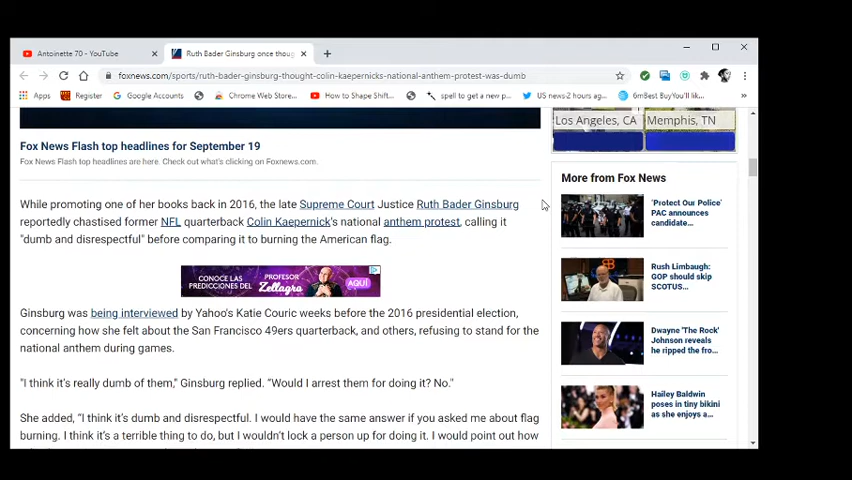 Antoinette 70 - YouTube
Ruth Bader Ginsburg once thoug
foxnews.com/sports/ruth-bader-ginsburg-thought-colin-kaepernicks-national-anthem-protest-was-dumb
Apps
Register
Google Accounts
Chrome Web Store...
How to Shape Shift...
spell to get a new p...
US news-2 hours ag...
6mBest BuyYou'll lik...
Los Angeles, CA
Memphis, TN
Fox News Flash top headlines for September 19
Fox News Flash top headlines are here. Check out what's clicking on Foxnews.com.
While promoting one of her books back in 2016, the late Supreme Court Justice Ruth Bader Ginsburg
reportedly chastised former NFL quarterback Colin Kaepernick's national anthem protest, calling it
"dumb and disrespectful" before comparing it to burning the American flag.
CONOCE LAS
PREDICCIONES DEL
PROFESOR
Zellagro
AQUÍ
Ginsburg was being interviewed by Yahoo's Katie Couric weeks before the 2016 presidential election,
concerning how she felt about the San Francisco 49ers quarterback, and others, refusing to stand for the
national anthem during games.
"I think it's really dumb of them," Ginsburg replied. "Would I arrest them for doing it? No."
She added, "I think it's dumb and disrespectful. I would have the same answer if you asked me about flag
burning. I think it's a terrible thing to do, but I wouldn't lock a person up for doing it. I would point out how
More from Fox News
'Protect Our Police'
PAC announces
candidate...
Rush Limbaugh:
GOP should skip
SCOTUS...
Dwayne 'The Rock'
Johnson reveals
he ripped the fro...
Hailey Baldwin
poses in tiny bikini
as she enjoys a...